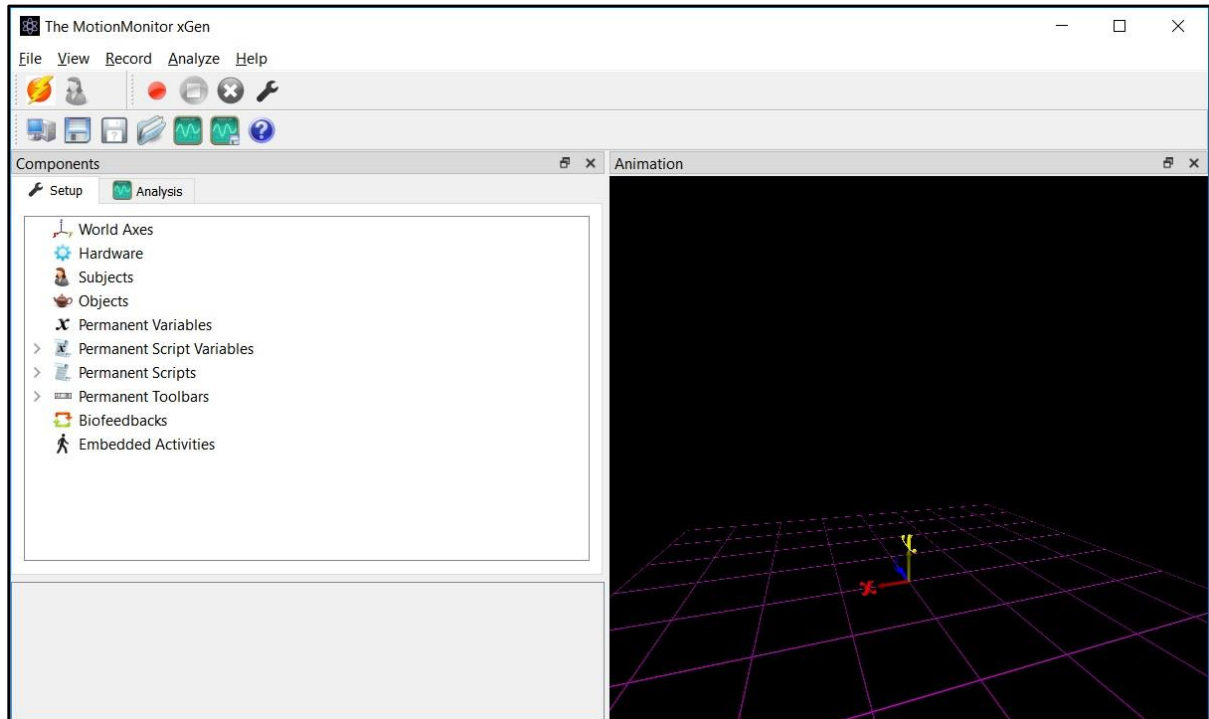 The MotionMonitor xGen
File View Record Analyze Help
Components
Animation
Setup Analysis
World Axes
Hardware
Subjects
Objects
x Permanent Variables
Permanent Script Variables
Permanent Scripts
Permanent Toolbars
Biofeedbacks
Embedded Activities
y
x